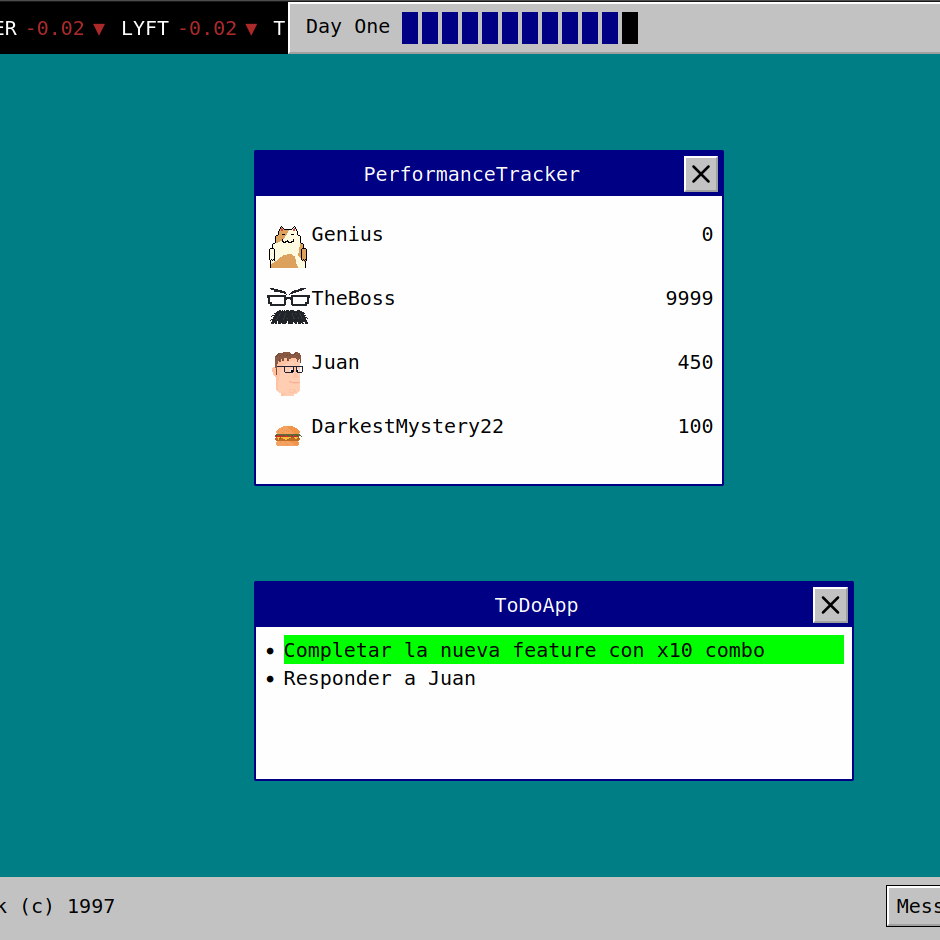 ER -0.02 ▼ LYFT -0.02 ▼ T
Day One
PerformanceTracker
Genius 0
TheBoss 9999
Juan 450
DarkestMystery22 100
ToDoApp
• Completar la nueva feature con x10 combo
• Responder a Juan
k (c) 1997
Mess